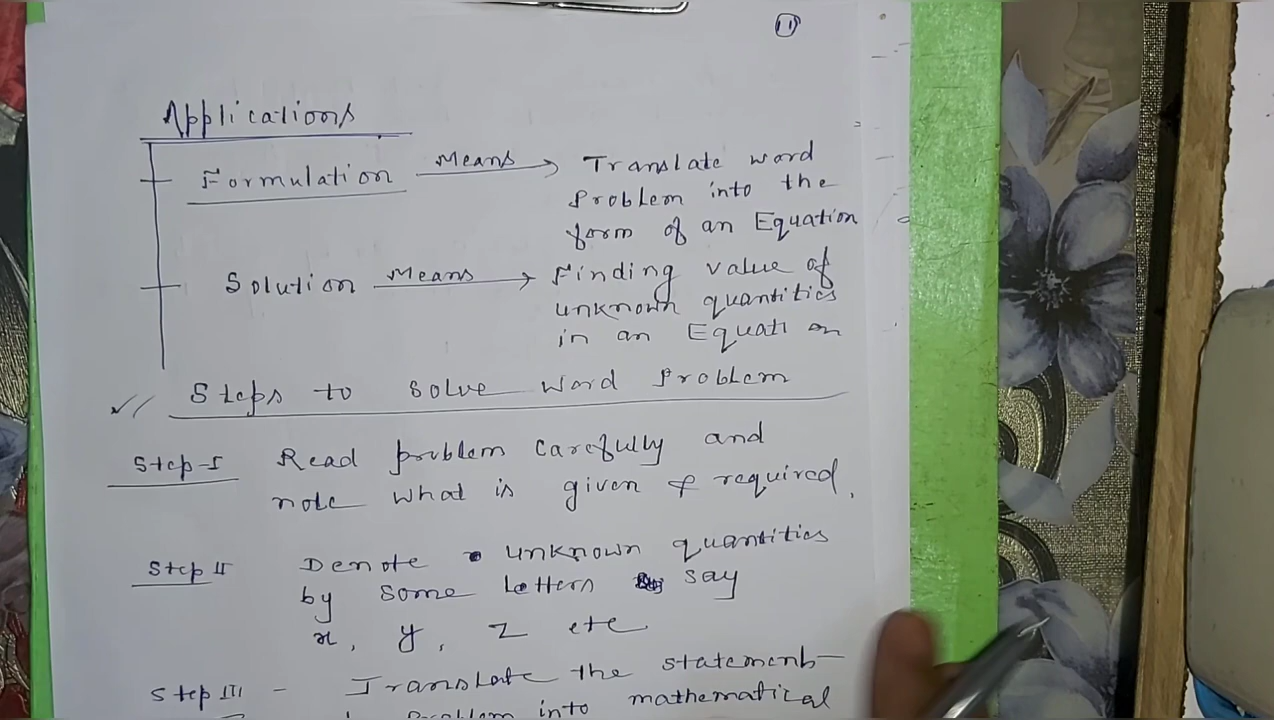 11
Applications
Formulation Means → Translate word
Problem into the
form of an Equation
Solution Means → Finding value of
unknown quantities
in an Equation
Steps to solve Word Problem
Step-I Read problem carefully and
note what is given & required.
Step II Denote unknown quantities
by some letters say
x, y, z etc
Step III - Translate the statement
Problem into mathematical